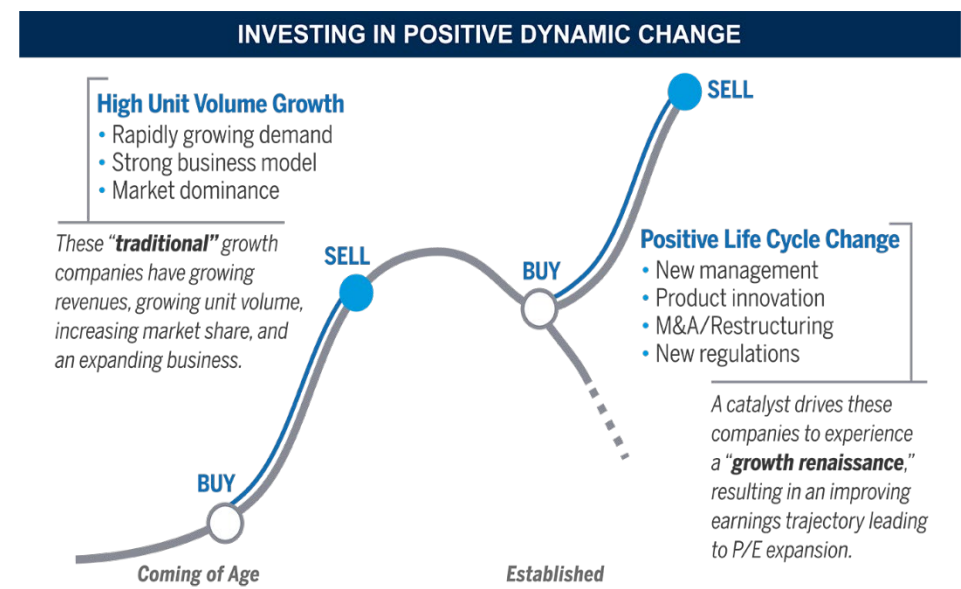 INVESTING IN POSITIVE DYNAMIC CHANGE
High Unit Volume Growth
• Rapidly growing demand
• Strong business model
• Market dominance
These “traditional” growth
companies have growing
revenues, growing unit volume,
increasing market share, and
an expanding business.
BUY
SELL
BUY
SELL
Positive Life Cycle Change
• New management
• Product innovation
• M&A/Restructuring
• New regulations
A catalyst drives these
companies to experience
a “growth renaissance,”
resulting in an improving
earnings trajectory leading
to P/E expansion.
Coming of Age
Established